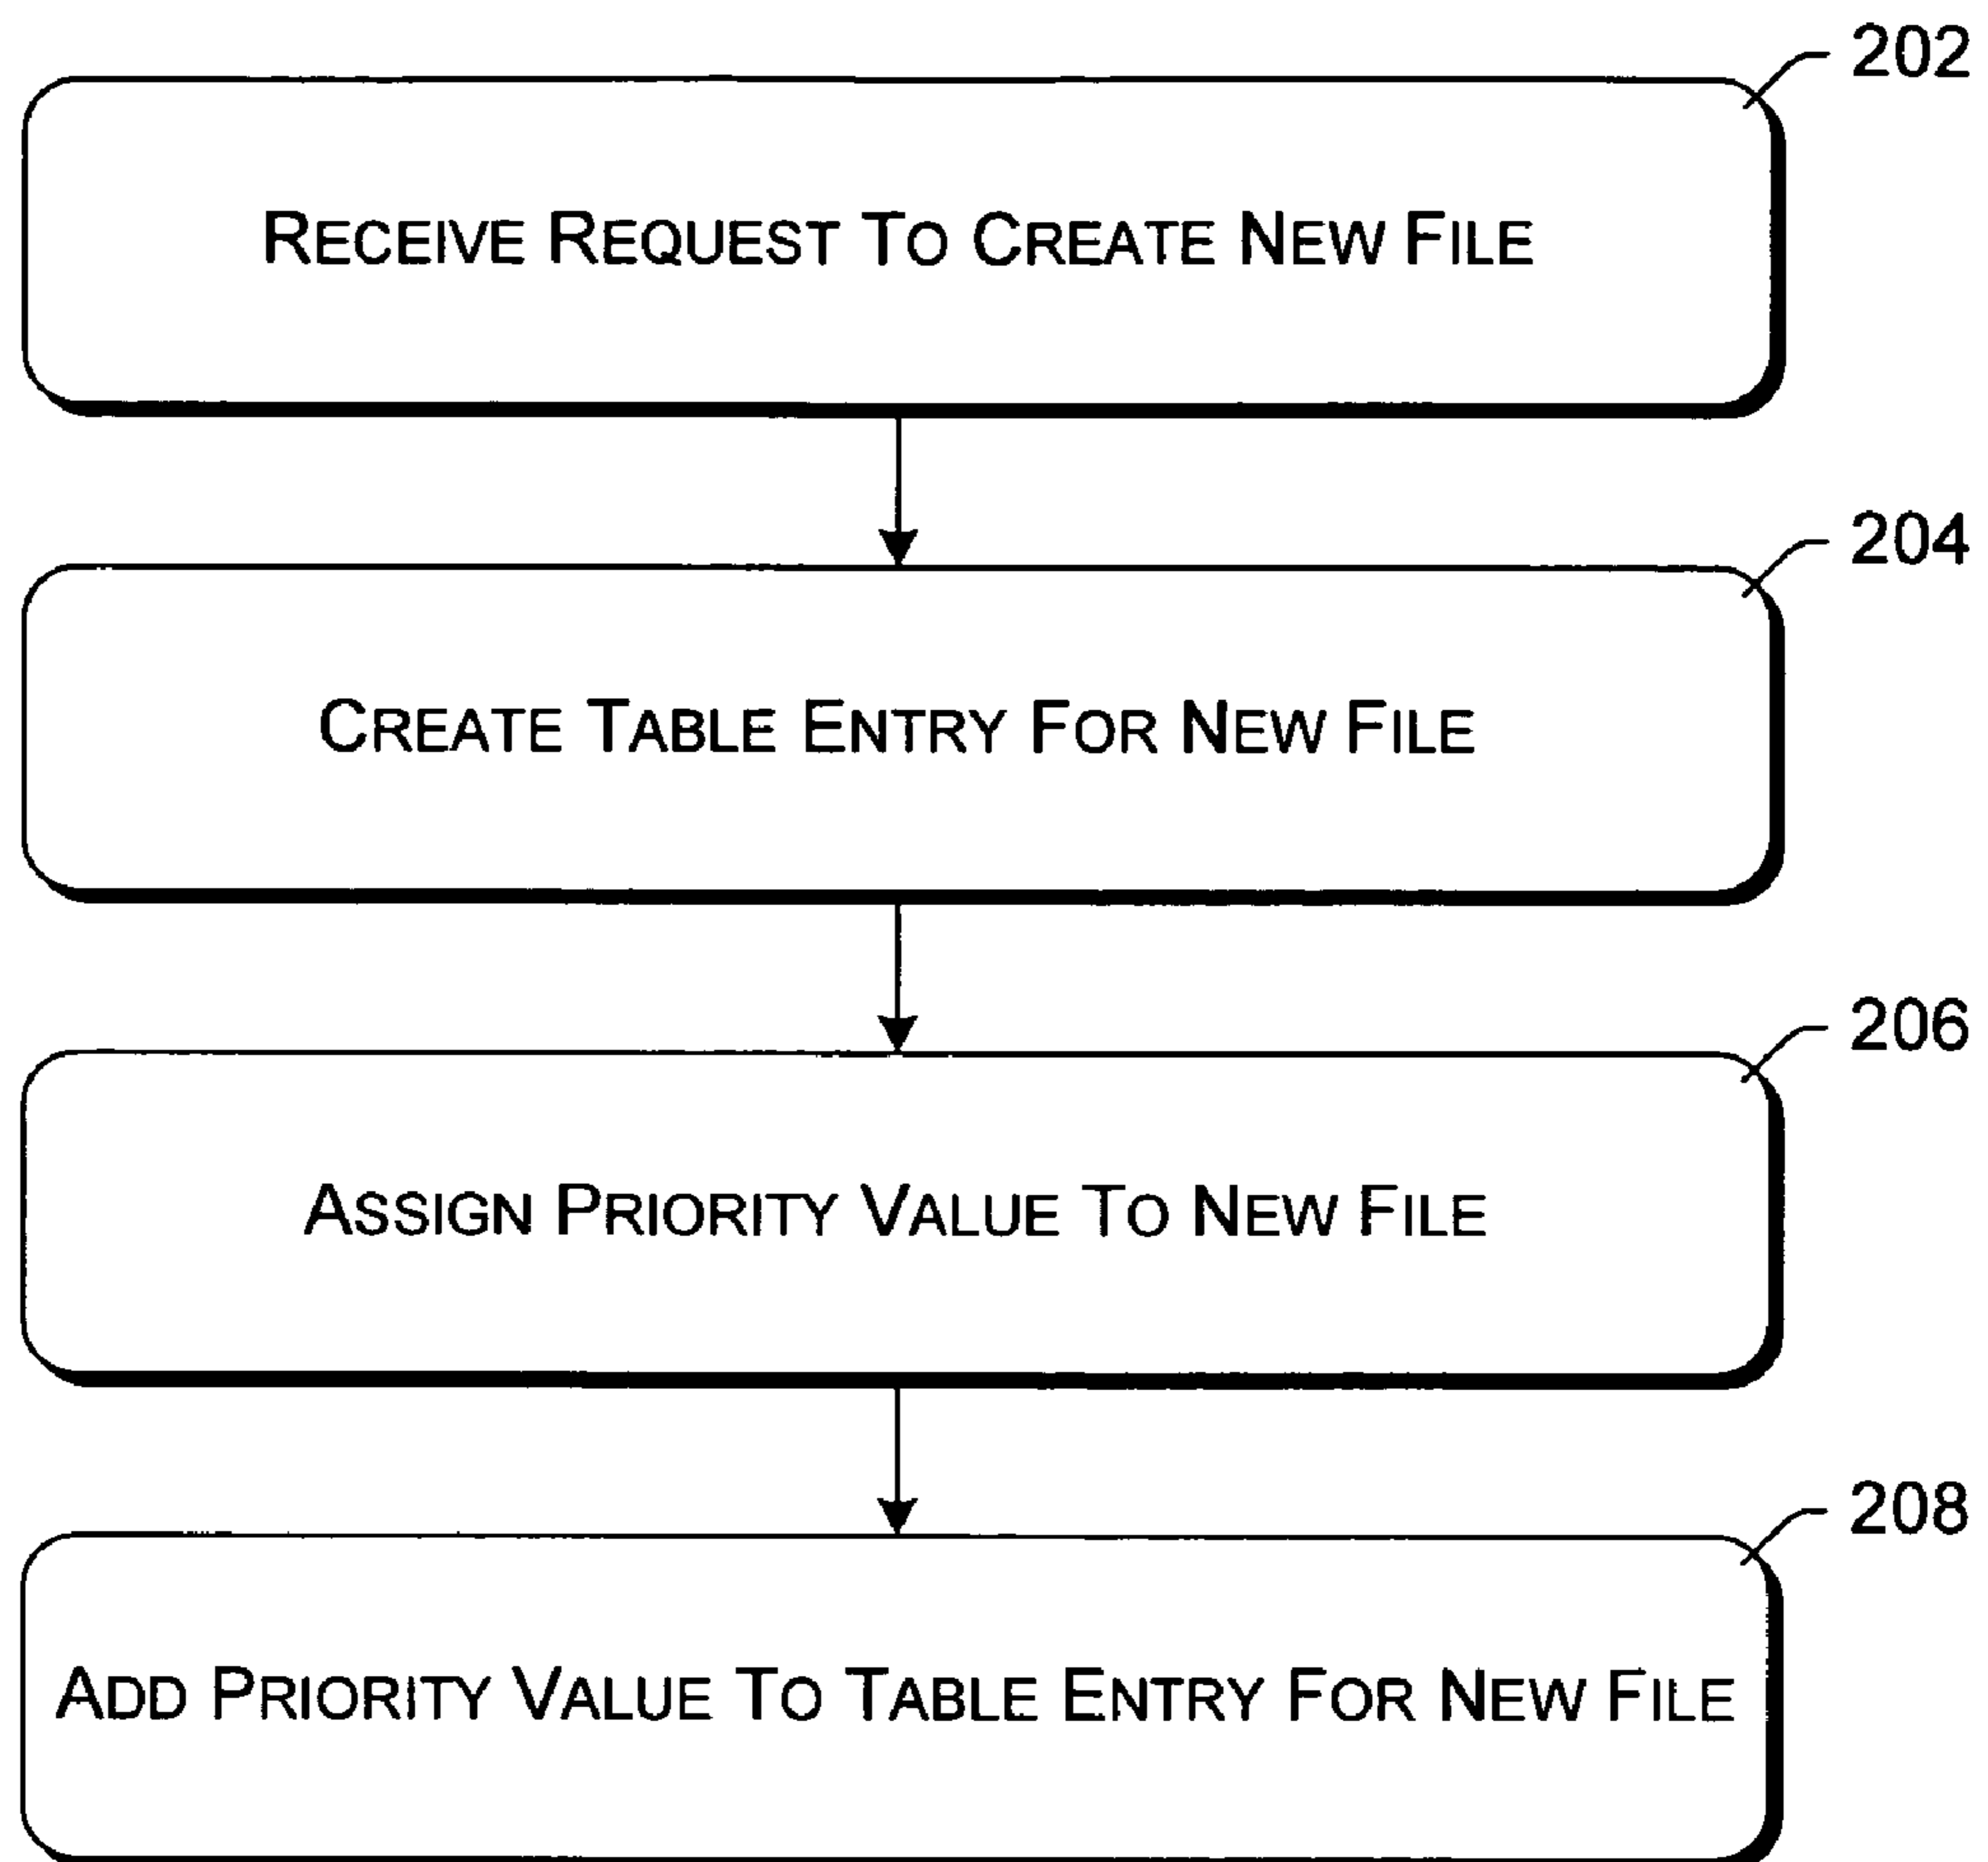 202
RECEIVE REQUEST TO CREATE NEW FILE
204
CREATE TABLE ENTRY FOR NEW FILE
206
ASSIGN PRIORITY VALUE TO NEW FILE
208
ADD PRIORITY VALUE TO TABLE ENTRY FOR NEW FILE